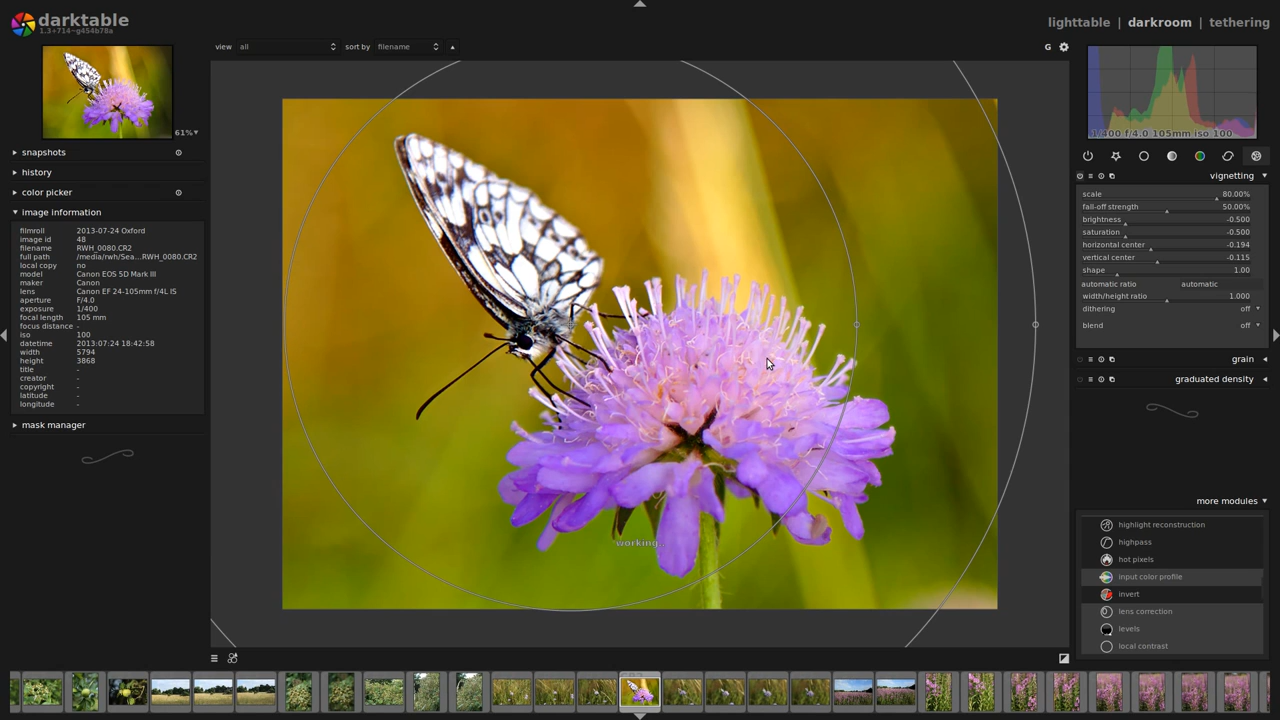 darktable
1.3+714~g454b78a
lighttable | darkroom | tethering
view all sort by filename
G
61%
1/400 f/4.0 105mm iso 100
snapshots
history
color picker
image information
filmroll 2013-07-24 Oxford
image id 48
filename RWH_0080.CR2
full path /media/rwh/Sea...RWH_0080.CR2
local copy no
model Canon EOS 5D Mark III
maker Canon
lens Canon EF 24-105mm f/4L IS
aperture F/4.0
exposure 1/400
focal length 105 mm
focus distance -
iso 100
datetime 2013:07:24 18:42:58
width 5794
height 3868
title -
creator -
copyright -
latitude -
longitude -
mask manager
working..
vignetting
scale 80.00%
fall-off strength 50.00%
brightness -0.500
saturation -0.500
horizontal center -0.194
vertical center -0.115
shape 1.00
automatic ratio automatic
width/height ratio 1.000
dithering off
blend off
grain
graduated density
more modules
highlight reconstruction
highpass
hot pixels
input color profile
invert
lens correction
levels
local contrast